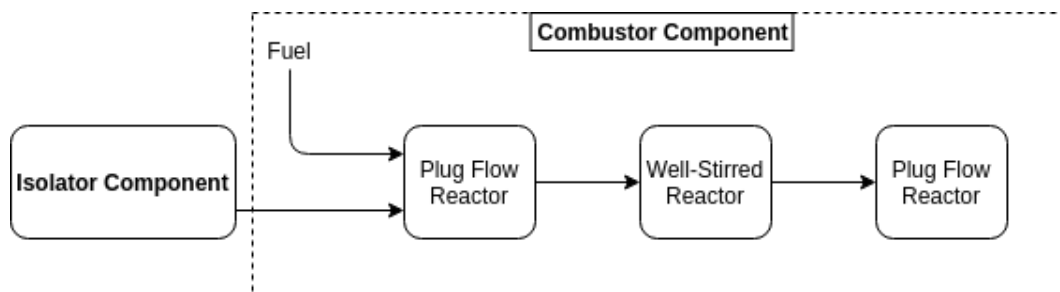 Combustor Component
Fuel
Isolator Component
Plug Flow
Reactor
Well-Stirred
Reactor
Plug Flow
Reactor